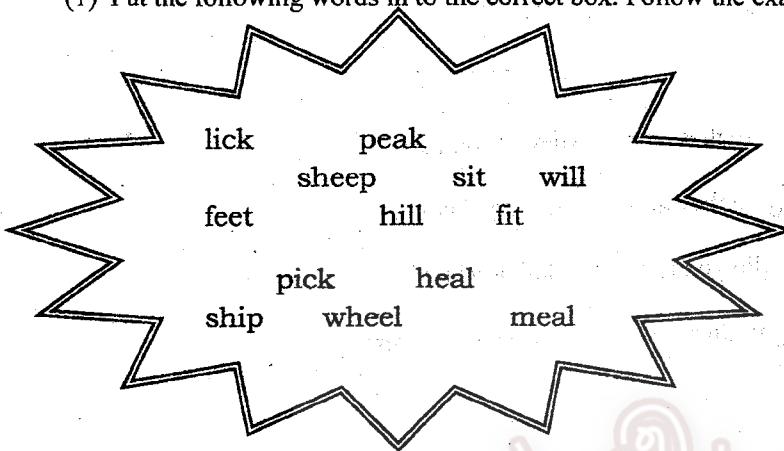 (1) Put the following words in to the correct box. Follow the exa
lick peak
sheep sit will
feet hill fit
pick heal
ship wheel meal